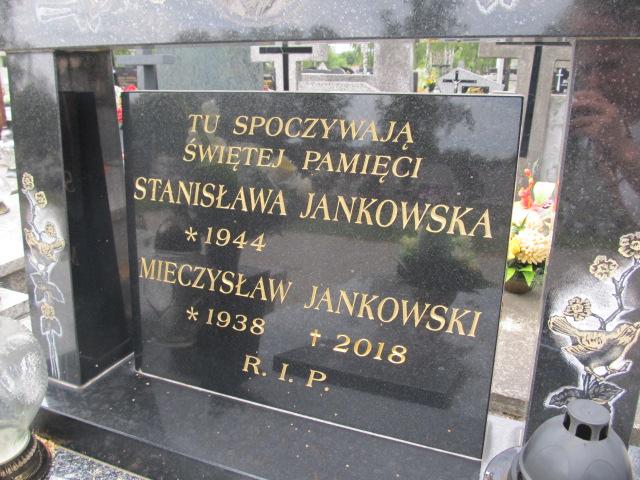 TU SPOCZYWAJĄ
ŚWIĘTEJ PAMIĘCI
STANISŁAWA JANKOWSKA
*1944
MIECZYSŁAW JANKOWSKI
*1938 †2018
R. I. P.